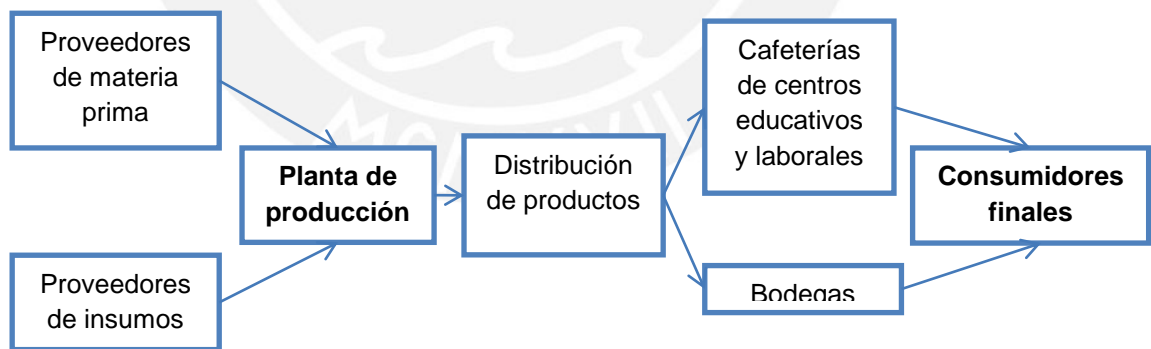 Proveedores
de materia
prima
Proveedores
de insumos
Planta de
producción
Distribución
de productos
Cafeterías
de centros
educativos
y laborales
Bodegas
Consumidores
finales